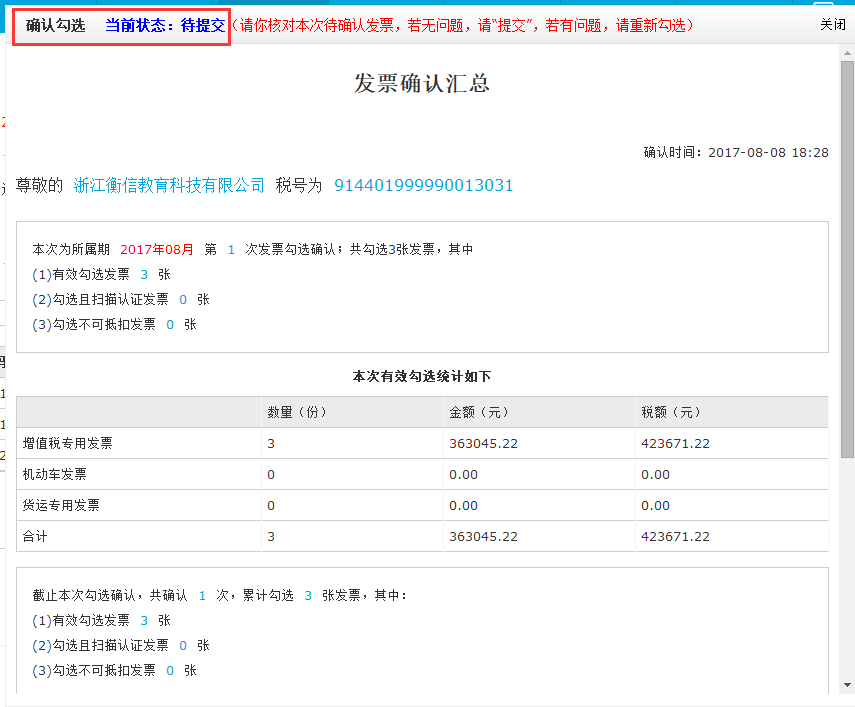 确认勾选 当前状态：待提交（请你核对本次待确认发票，若无问题，请“提交”，若有问题，请重新勾选） 关闭
发票确认汇总
确认时间：2017-08-08 18:28
尊敬的 浙江衡信教育科技有限公司 税号为 914401999990013031
本次为所属期 2017年08月 第 1 次发票勾选确认；共勾选3张发票，其中
(1)有效勾选发票 3 张
(2)勾选且扫描认证发票 0 张
(3)勾选不可抵扣发票 0 张
本次有效勾选统计如下
数量（份） 金额（元） 税额（元）
增值税专用发票 3 363045.22 423671.22
机动车发票 0 0.00 0.00
货运专用发票 0 0.00 0.00
合计 3 363045.22 423671.22
截止本次勾选确认，共确认 1 次，累计勾选 3 张发票，其中：
(1)有效勾选发票 3 张
(2)勾选且扫描认证发票 0 张
(3)勾选不可抵扣发票 0 张